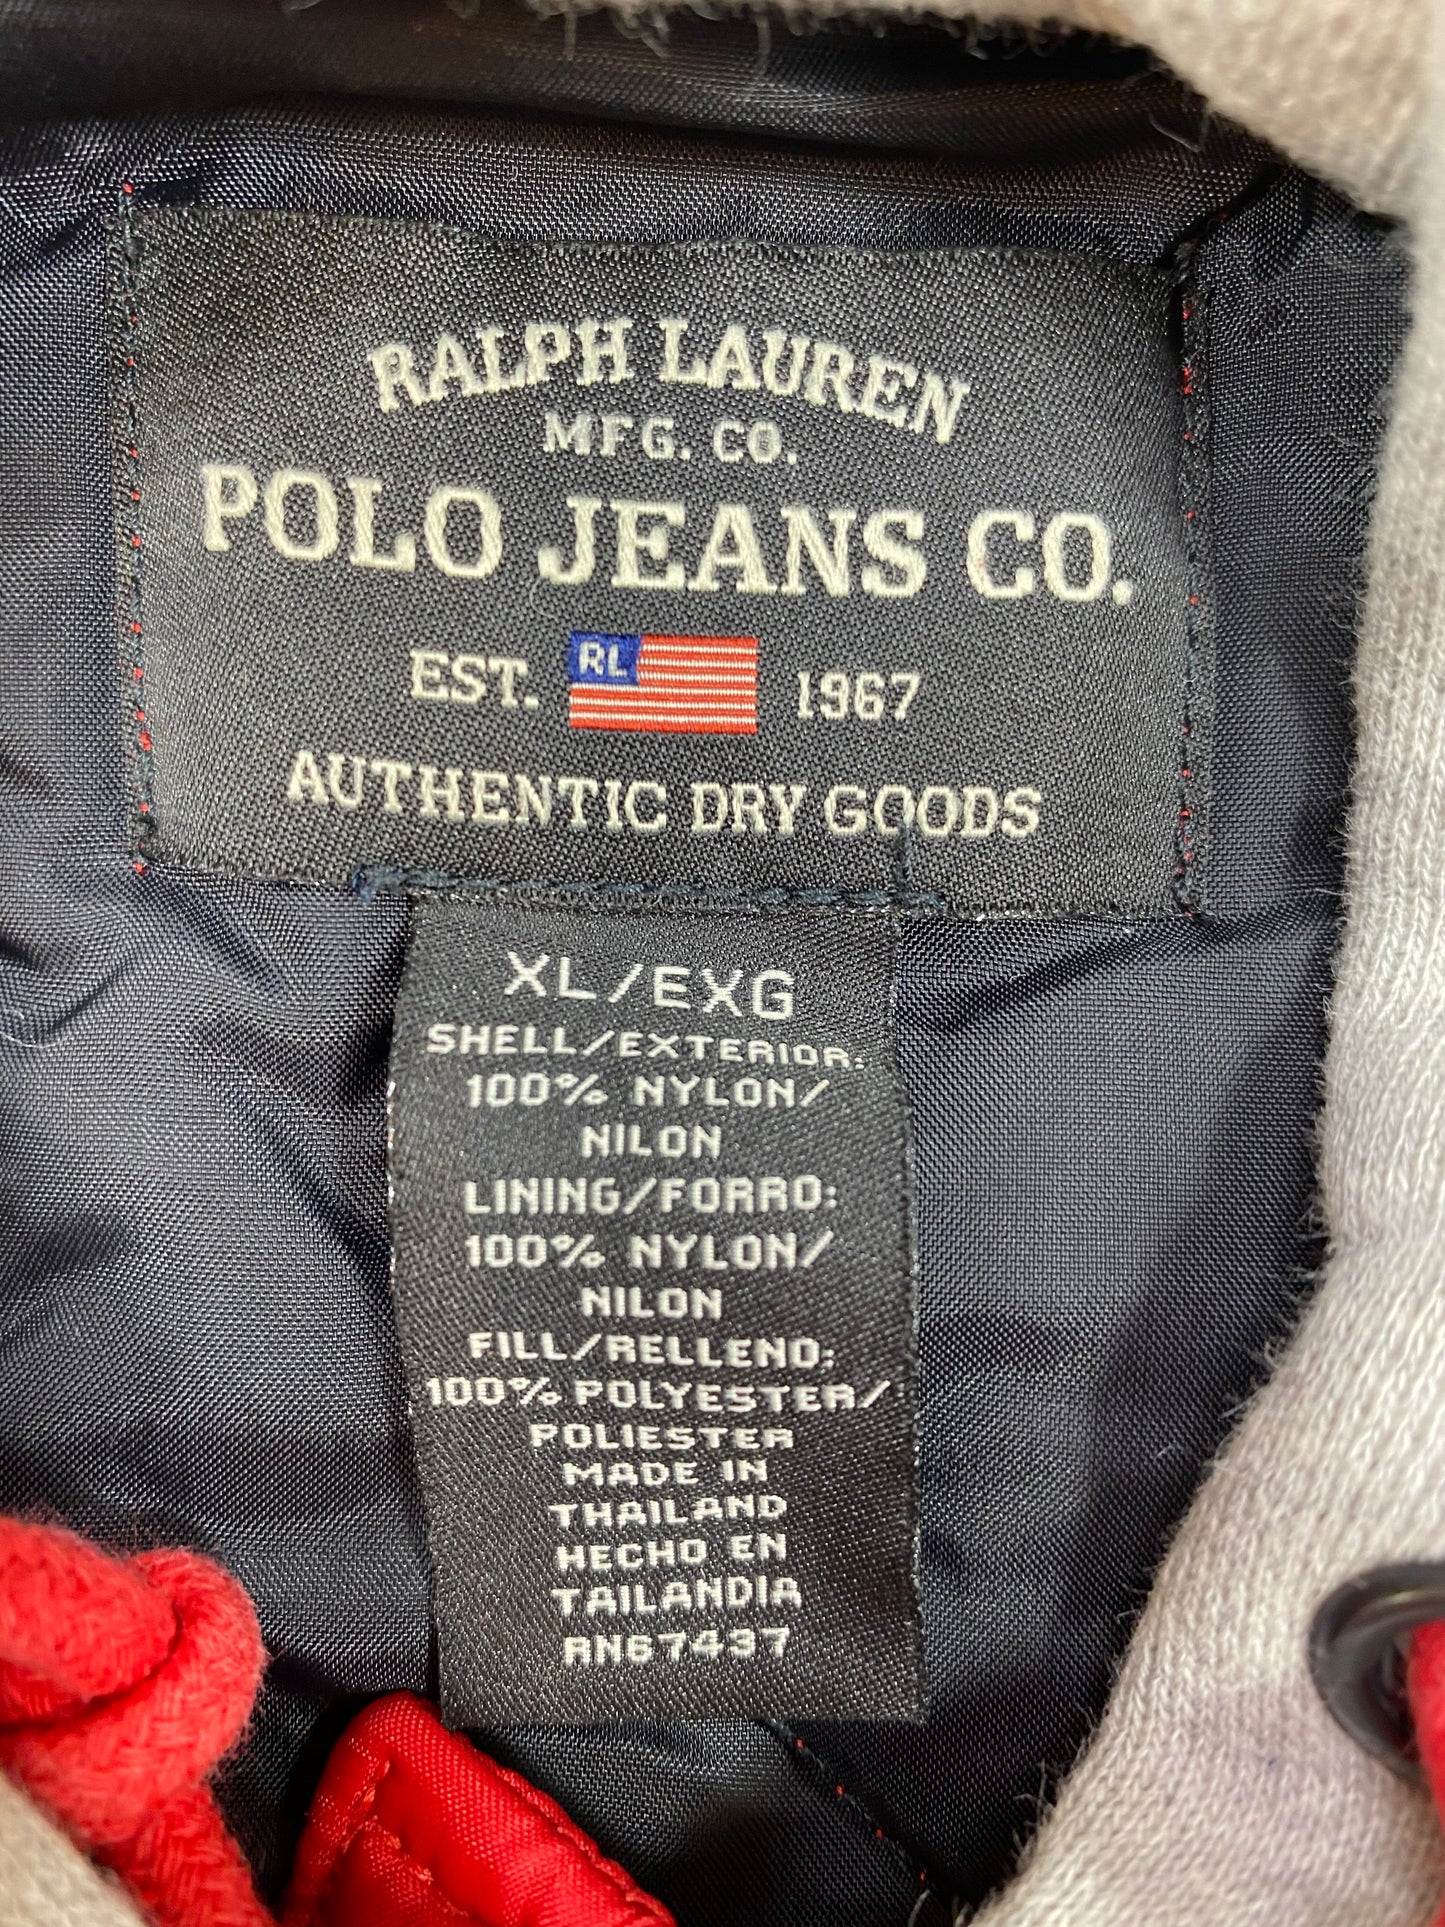 RALPH LAUREN
MFG. CO.
POLO JEANS CO.
EST. RL 1967
AUTHENTIC DRY GOODS
XL/EXG
SHELL/EXTERIOR:
100% NYLON/
NILON
LINING/FORRO:
100% NYLON/
NILON
FILL/RELLENO:
100% POLYESTER/
POLIESTER
MADE IN
THAILAND
HECHO EN
TAILANDIA
RN67437